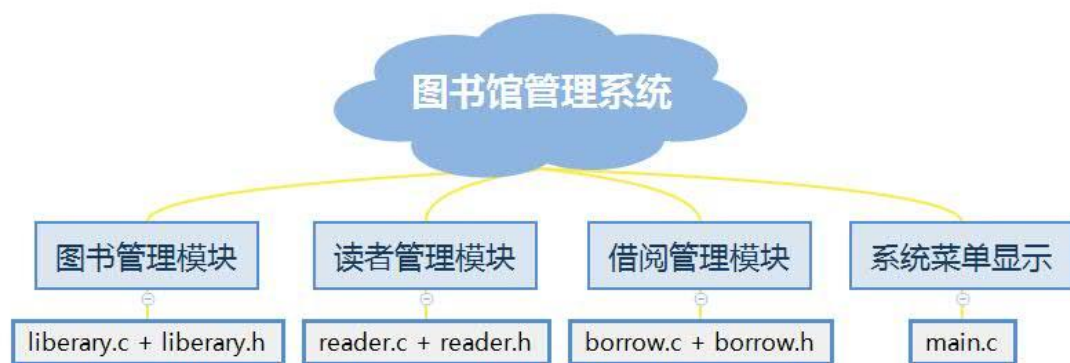 图书馆管理系统
图书管理模块
读者管理模块
借阅管理模块
系统菜单显示
liberary.c + liberary.h
reader.c + reader.h
borrow.c + borrow.h
main.c